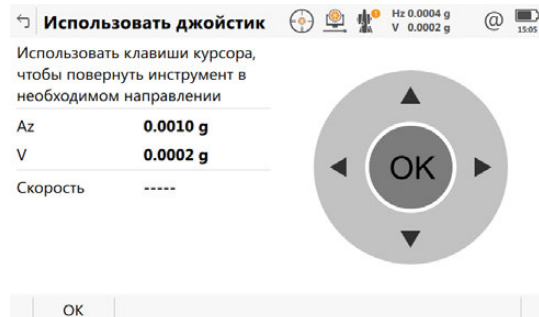 Использовать джойстик
Hz 0.0004 g
V 0.0002 g
@
15:05
Использовать клавиши курсора,
чтобы повернуть инструмент в
необходимом направлении
Az 0.0010 g
V 0.0002 g
Скорость -----
OK
OK